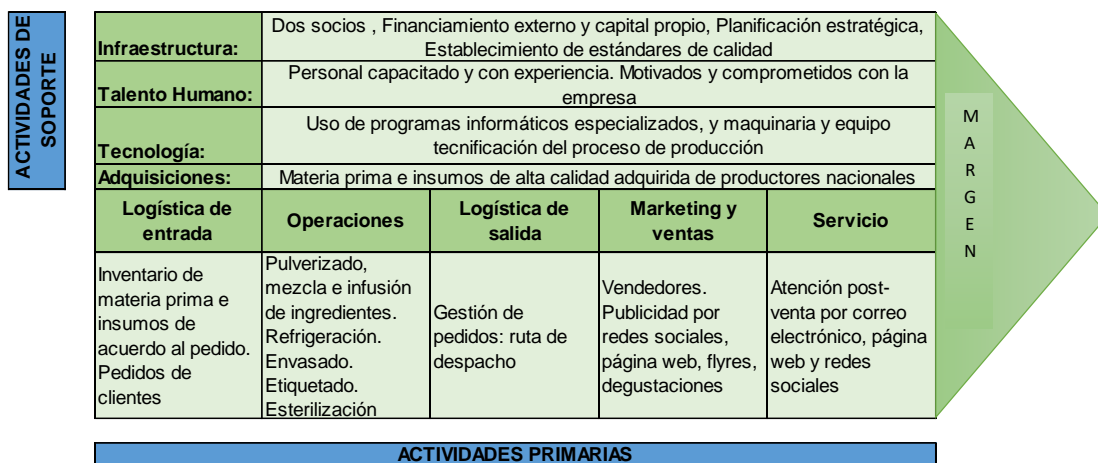 ACTIVIDADES DE
SOPORTE
Infraestructura:
Dos socios , Financiamiento externo y capital propio, Planificación estratégica,
Establecimiento de estándares de calidad
Talento Humano:
Personal capacitado y con experiencia. Motivados y comprometidos con la
empresa
Tecnología:
Uso de programas informáticos especializados, y maquinaria y equipo
tecnificación del proceso de producción
Adquisiciones:
Materia prima e insumos de alta calidad adquirida de productores nacionales
Logística de
entrada
Operaciones
Logística de
salida
Marketing y
ventas
Servicio
Inventario de
materia prima e
insumos de
acuerdo al pedido.
Pedidos de
clientes
Pulverizado,
mezcla e infusión
de ingredientes.
Refrigeración.
Envasado.
Etiquetado.
Esterilización
Gestión de
pedidos: ruta de
despacho
Vendedores.
Publicidad por
redes sociales,
página web, flyres,
degustaciones
Atención post-
venta por correo
electrónico, página
web y redes
sociales
M
A
R
G
E
N
ACTIVIDADES PRIMARIAS